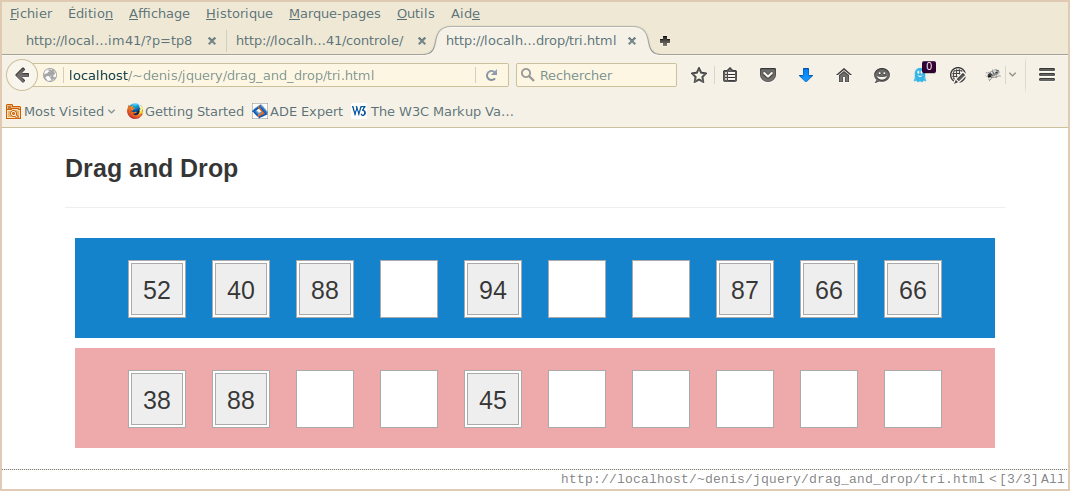 Fichier Édition Affichage Historique Marque-pages Outils Aide
http://local...im41/?p=tp8 http://localh...41/controle/ http://localh...drop/tri.html
localhost/~denis/jquery/drag_and_drop/tri.html Rechercher 0
Most Visited Getting Started ADE Expert W3 The W3C Markup Va...
Drag and Drop
52 40 88 94 87 66 66
38 88 45
http://localhost/~denis/jquery/drag_and_drop/tri.html <[3/3] All